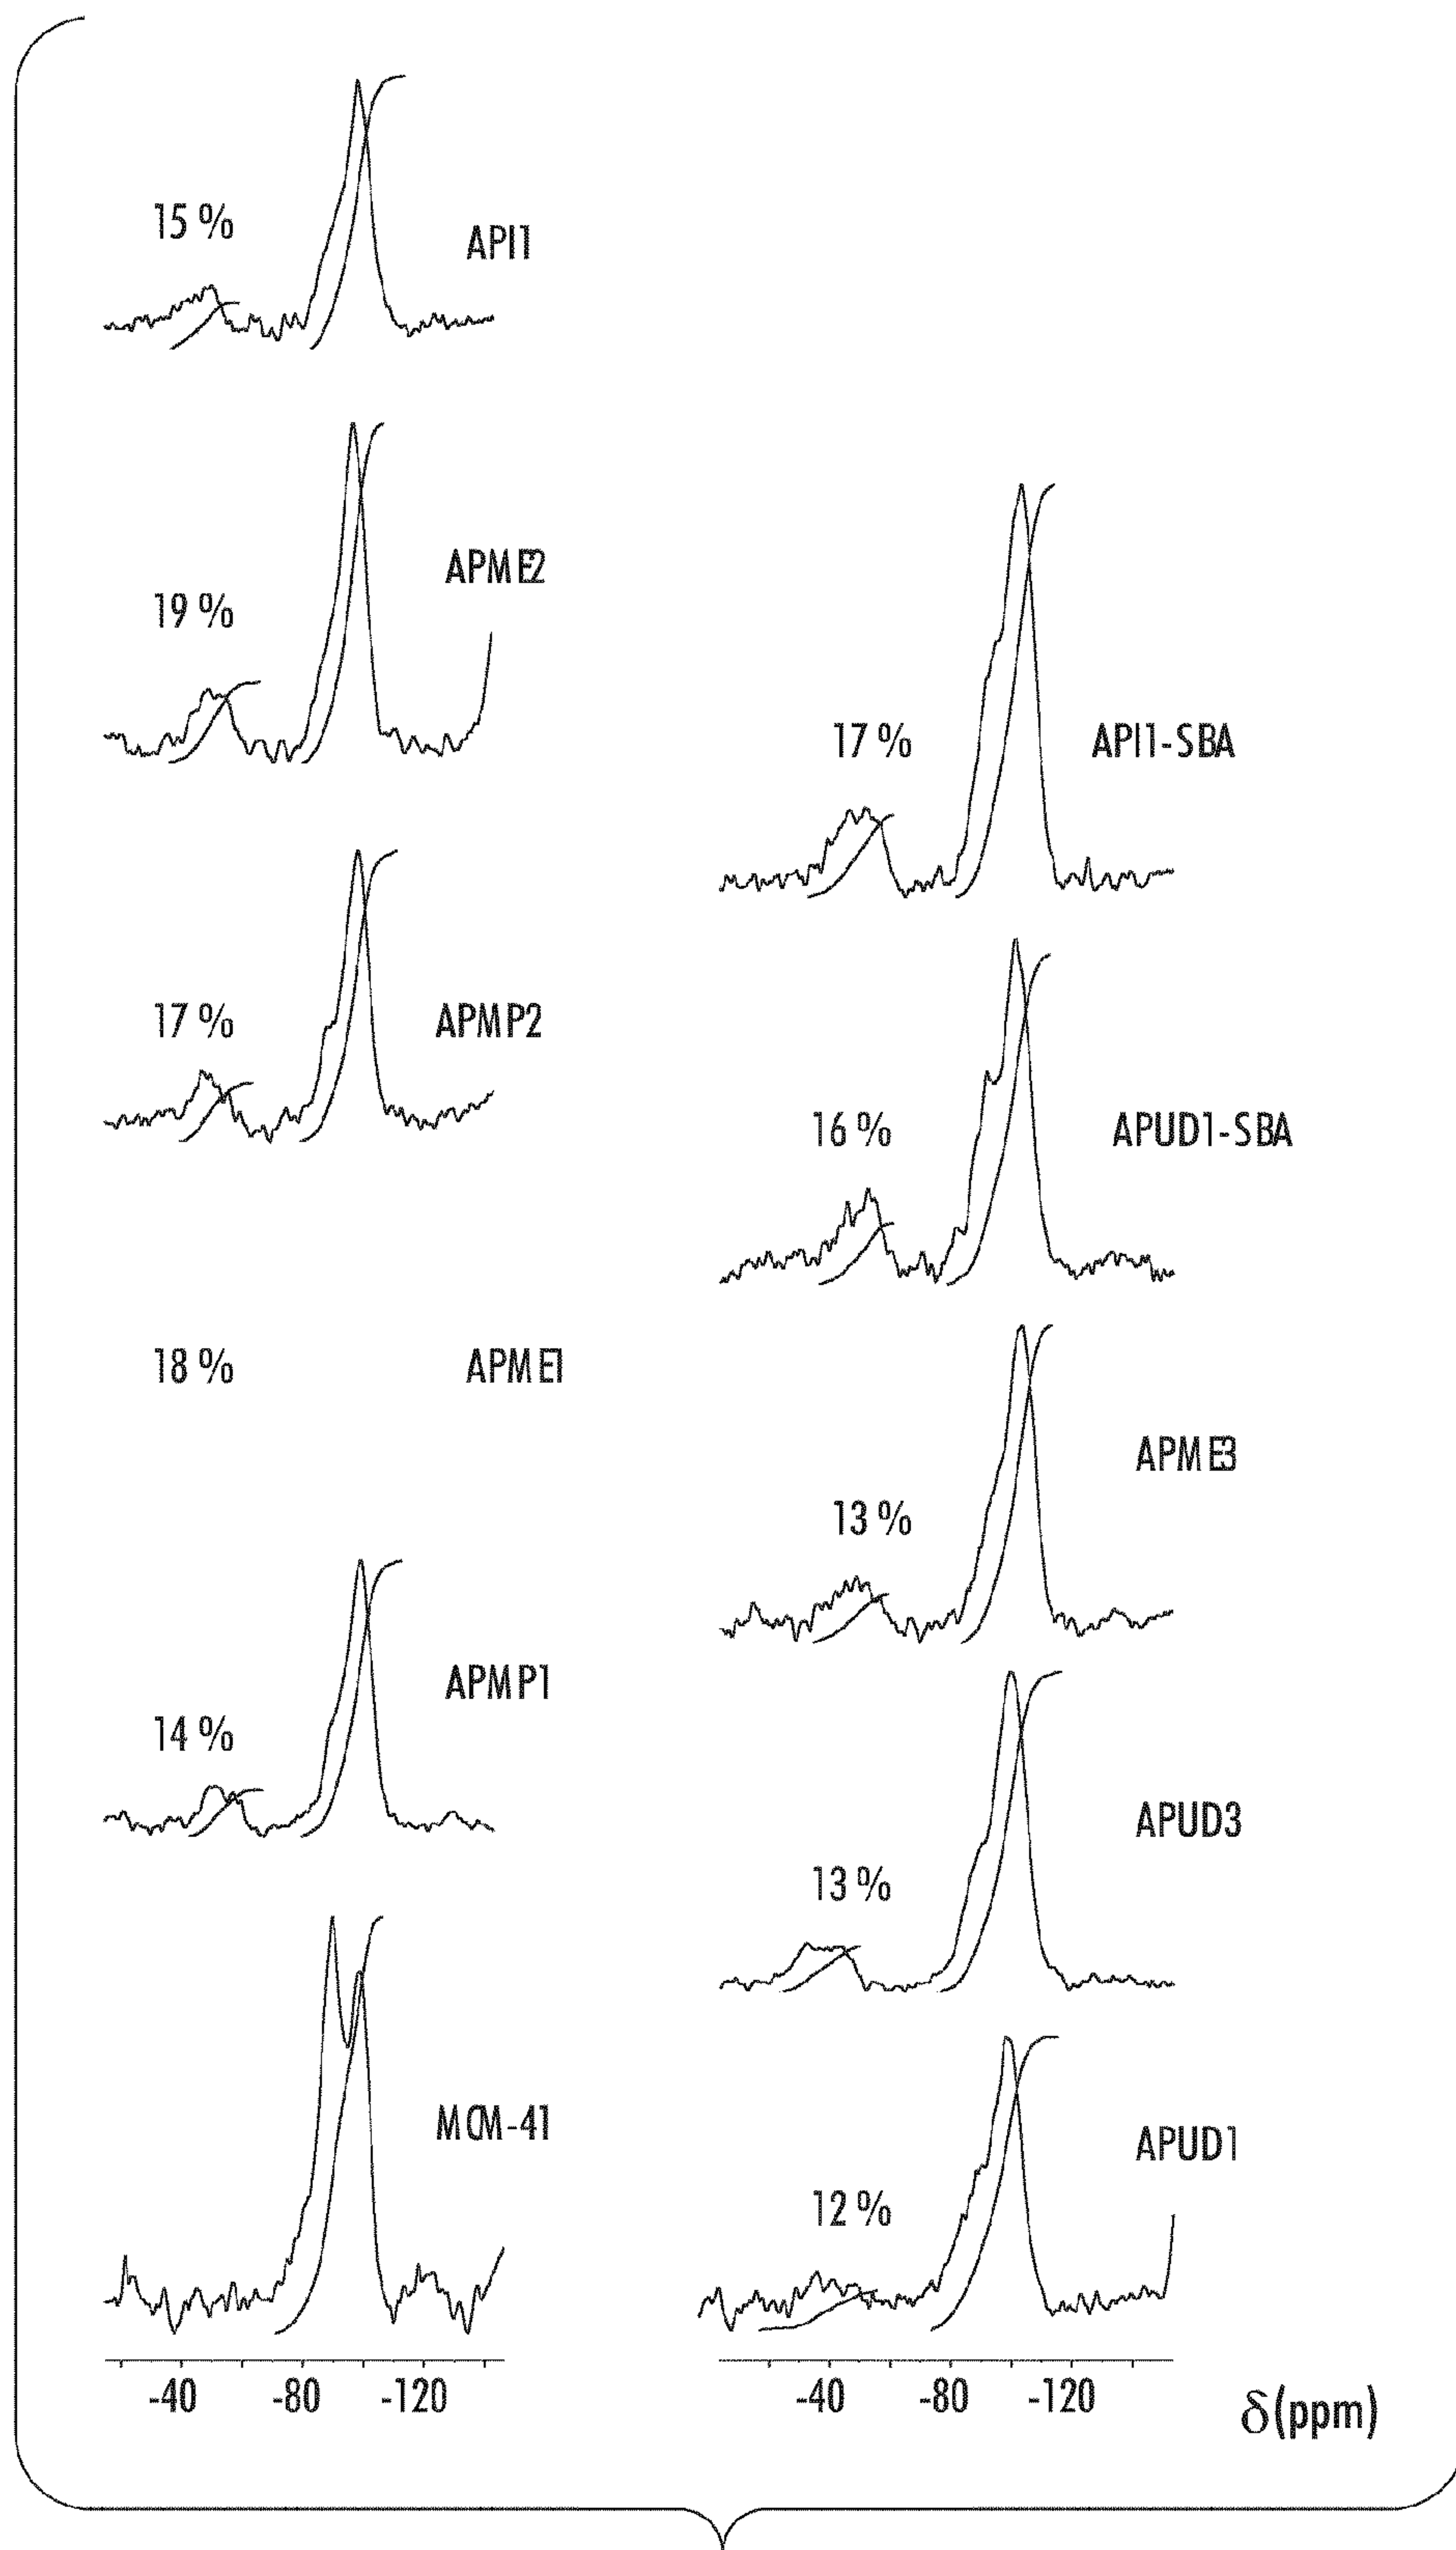 15 %
API1
APME2
19 %
17 %
APMP2
18 %
APME1
APMP1
14 %
MCM-41
-40 -80 -120
17 %
API1-SBA
16 %
APUD1-SBA
APME3
13 %
APUD3
13 %
APUD1
12 %
-40 -80 -120
δ(ppm)